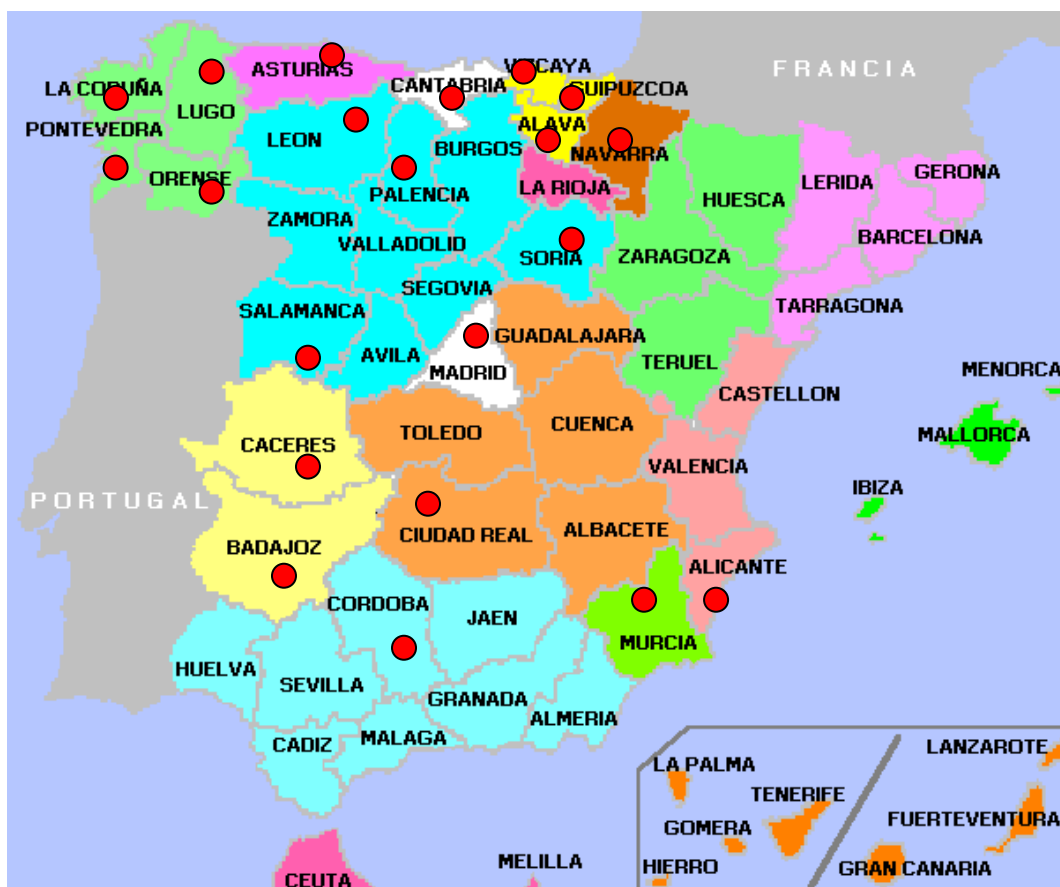 FRANCIA
ASTURIAS
VIZCAYA
CANTABRIA
LA CORUÑA
GUIPUZCOA
LUGO
PONTEVEDRA
LEON
ALAVA
BURGOS
NAVARRA
ORENSE
PALENCIA
LA RIOJA
HUESCA
LERIDA
GERONA
ZAMORA
VALLADOLID
SORIA
ZARAGOZA
BARCELONA
SEGOVIA
SALAMANCA
TARRAGONA
GUADALAJARA
AVILA
MADRID
TERUEL
CASTELLON
MENORCA
CACERES
TOLEDO
CUENCA
MALLORCA
VALENCIA
PORTUGAL
IBIZA
CIUDAD REAL
ALBACETE
BADAJOZ
ALICANTE
CORDOBA
JAEN
MURCIA
HUELVA
SEVILLA
GRANADA
ALMERIA
CADIZ
MALAGA
LANZAROTE
LA PALMA
TENERIFE
GOMERA
FUERTEVENTURA
MELILLA
HIERRO
GRAN CANARIA
CEUTA